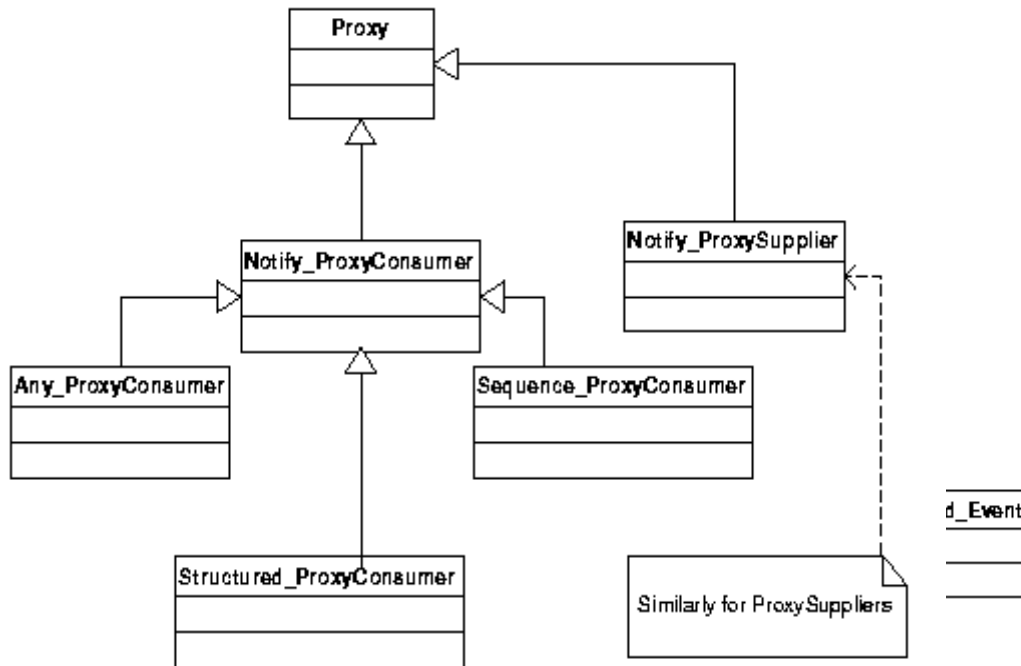 Proxy
Notify_ProxyConsumer
Notify_ProxySupplier
Any_ProxyConsumer
Sequence_ProxyConsumer
d_Event
Structured_ProxyConsumer
Similarly for ProxySuppliers